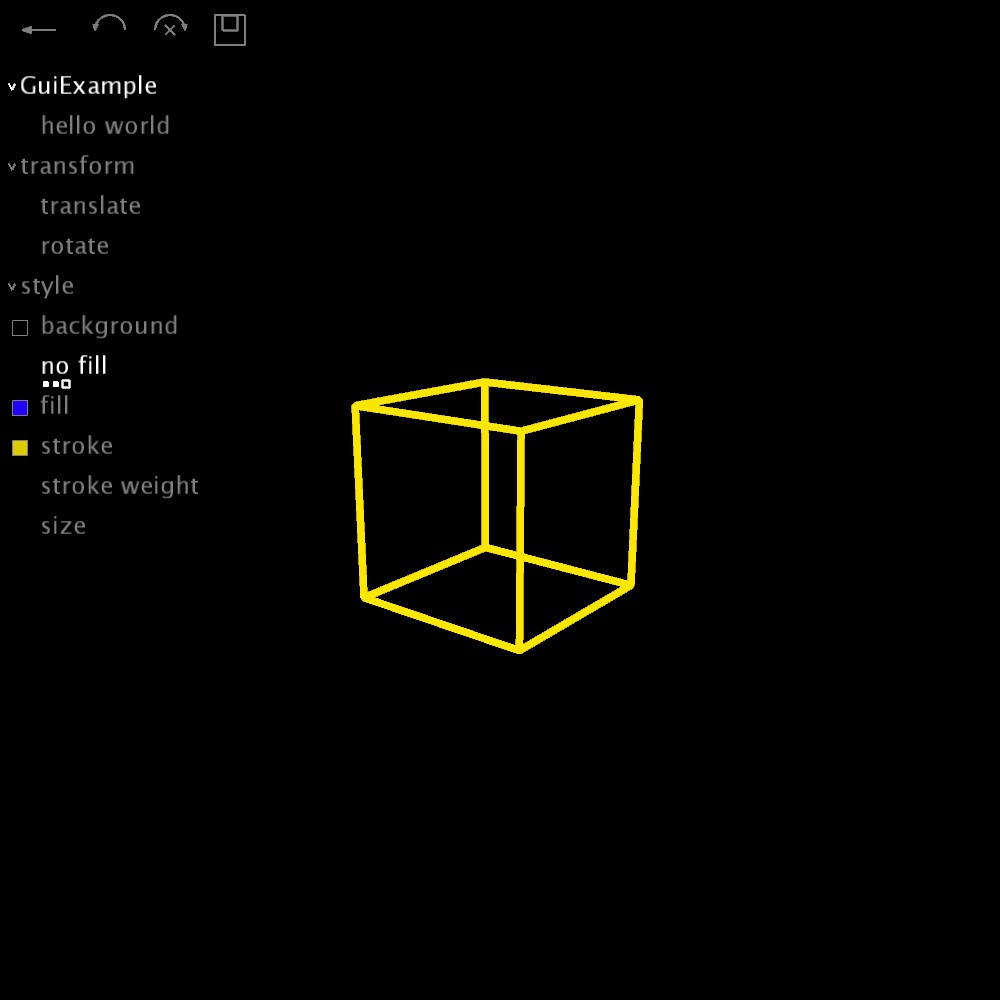 GuiExample
hello world
transform
translate
rotate
style
background
no fill
fill
stroke
stroke weight
size